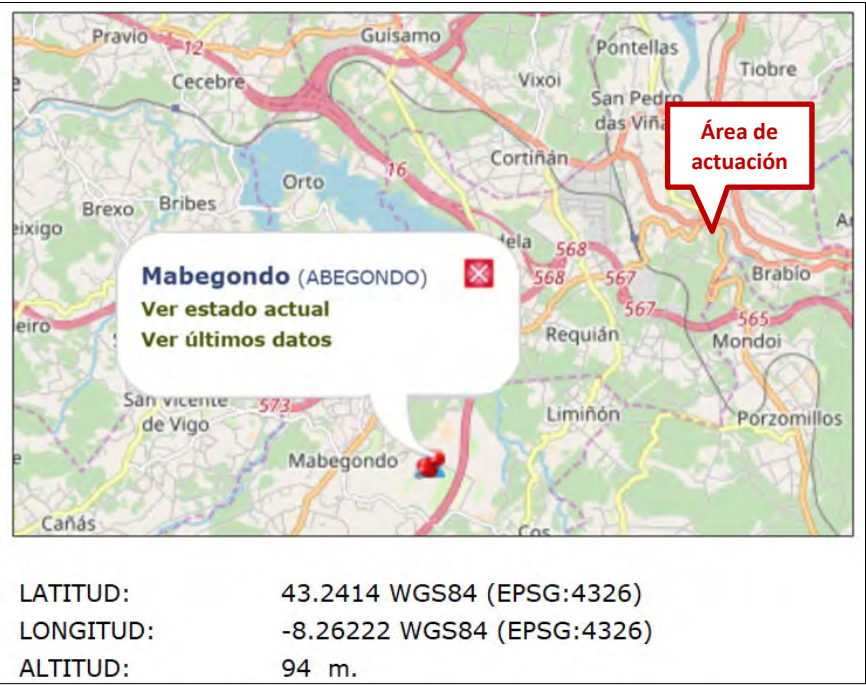 Pravio
12
Guisamo
Pontellas
Tiobre
Cecebre
Vixoi
San Pedro
das Viña
Área de
actuación
Cortiñán
16
Orto
Bribes
Brexo
eixigo
dela
568
568
567
567
565
Brabío
Mabegondo (ABEGONDO)
Ver estado actual
Ver últimos datos
eiro
Requián
Mondoi
San Vicente
de Vigo
573
Limiñón
Porzomillos
Mabegondo
Cañás
Cos
LATITUD: 43.2414 WGS84 (EPSG:4326)
LONGITUD: -8.26222 WGS84 (EPSG:4326)
ALTITUD: 94 m.